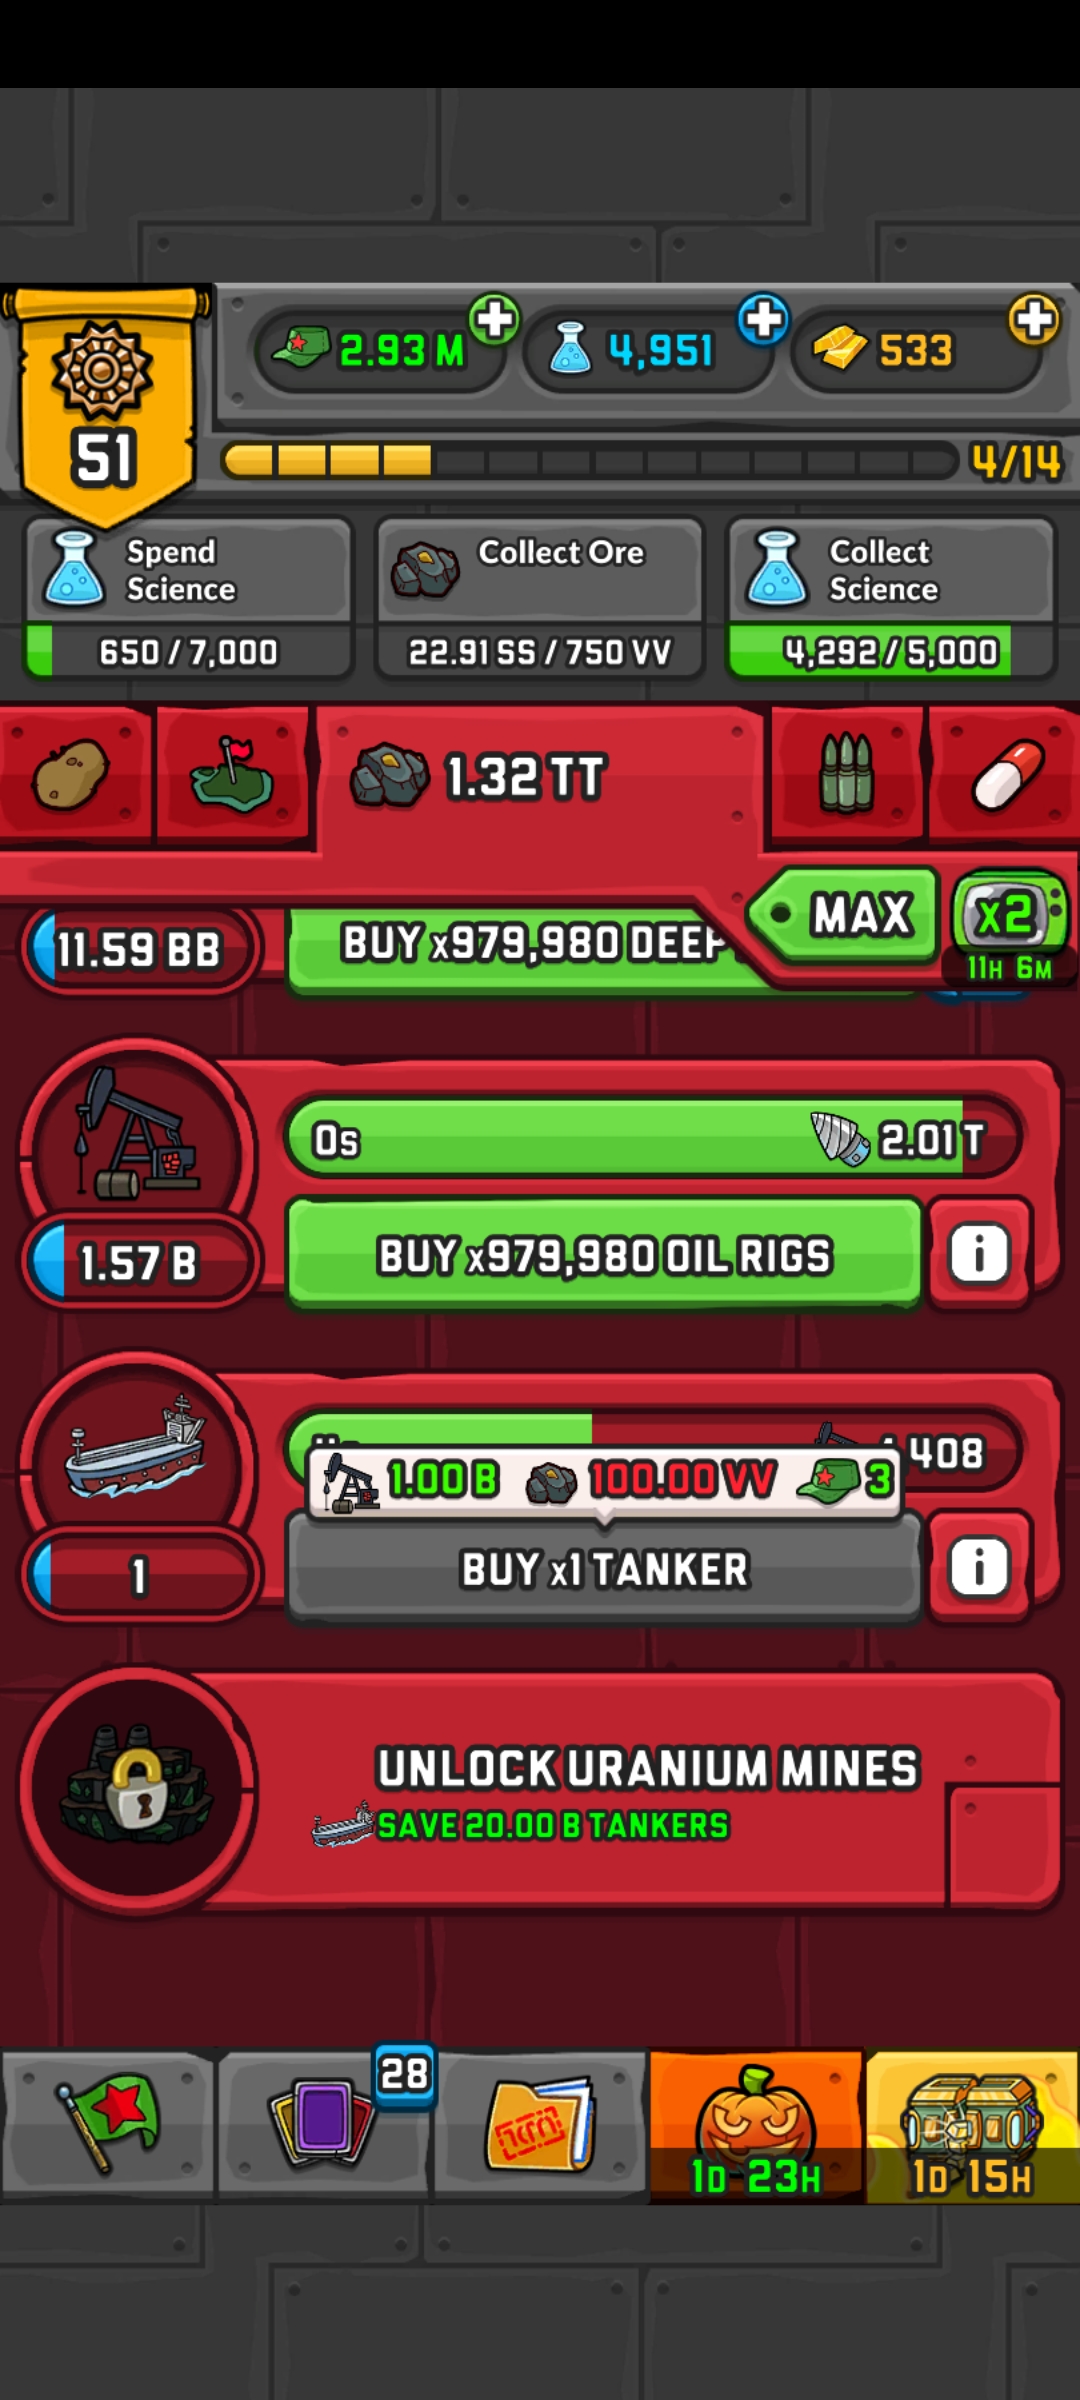 2.93 M
4,951
533
51
4/14
Spend
Science
650 / 7,000
Collect Ore
22.91 SS / 750 VV
Collect
Science
4,292 / 5,000
1.32 TT
MAX
x2
11H 6M
11.59 BB
BUY x979,980 DEEP
0s
2.01 T
BUY x979,980 OIL RIGS
1.57 B
408
1.00 B 100.00 VV 3
BUY x1 TANKER
1
UNLOCK URANIUM MINES
SAVE 20.00 B TANKERS
28
1D 23H
1D 15H